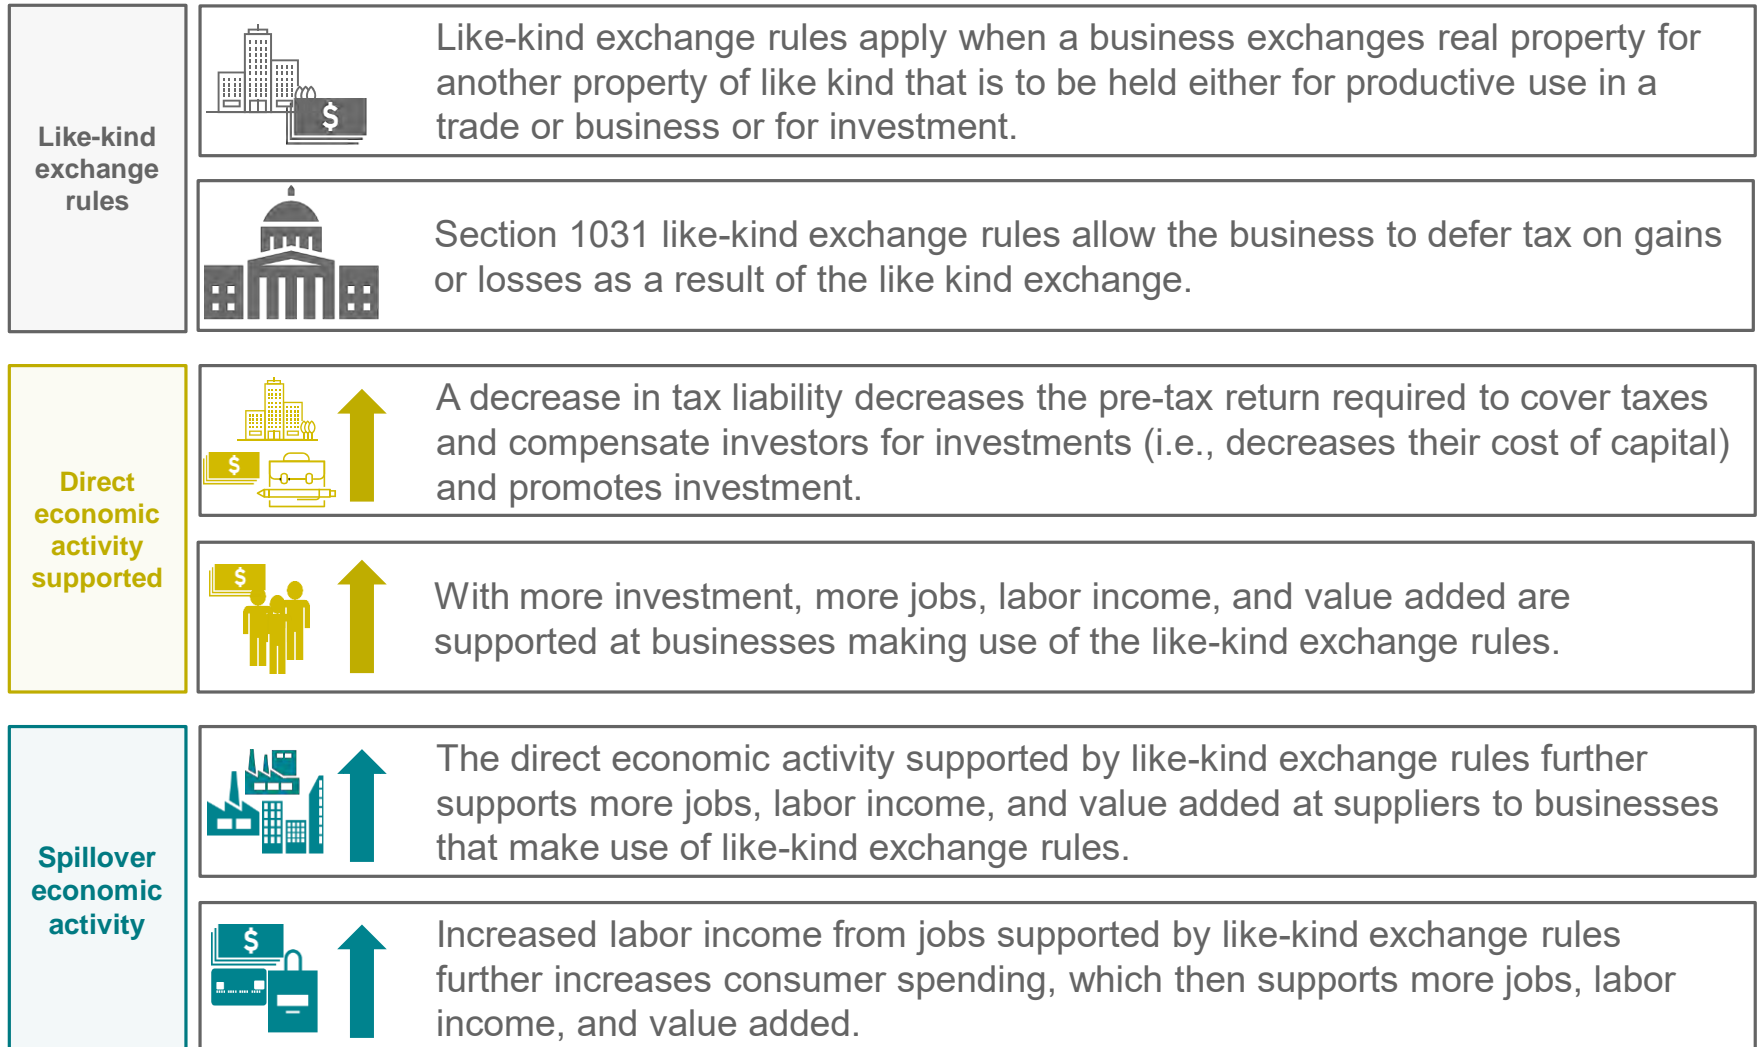 Like-kind
exchange
rules
Like-kind exchange rules apply when a business exchanges real property for
another property of like kind that is to be held either for productive use in a
trade or business or for investment.
$
Section 1031 like-kind exchange rules allow the business to defer tax on gains
or losses as a result of the like kind exchange.
Direct
economic
activity
supported
$
A decrease in tax liability decreases the pre-tax return required to cover taxes
and compensate investors for investments (i.e., decreases their cost of capital)
and promotes investment.
$
With more investment, more jobs, labor income, and value added are
supported at businesses making use of the like-kind exchange rules.
Spillover
economic
activity
The direct economic activity supported by like-kind exchange rules further
supports more jobs, labor income, and value added at suppliers to businesses
that make use of like-kind exchange rules.
$
Increased labor income from jobs supported by like-kind exchange rules
further increases consumer spending, which then supports more jobs, labor
income, and value added.